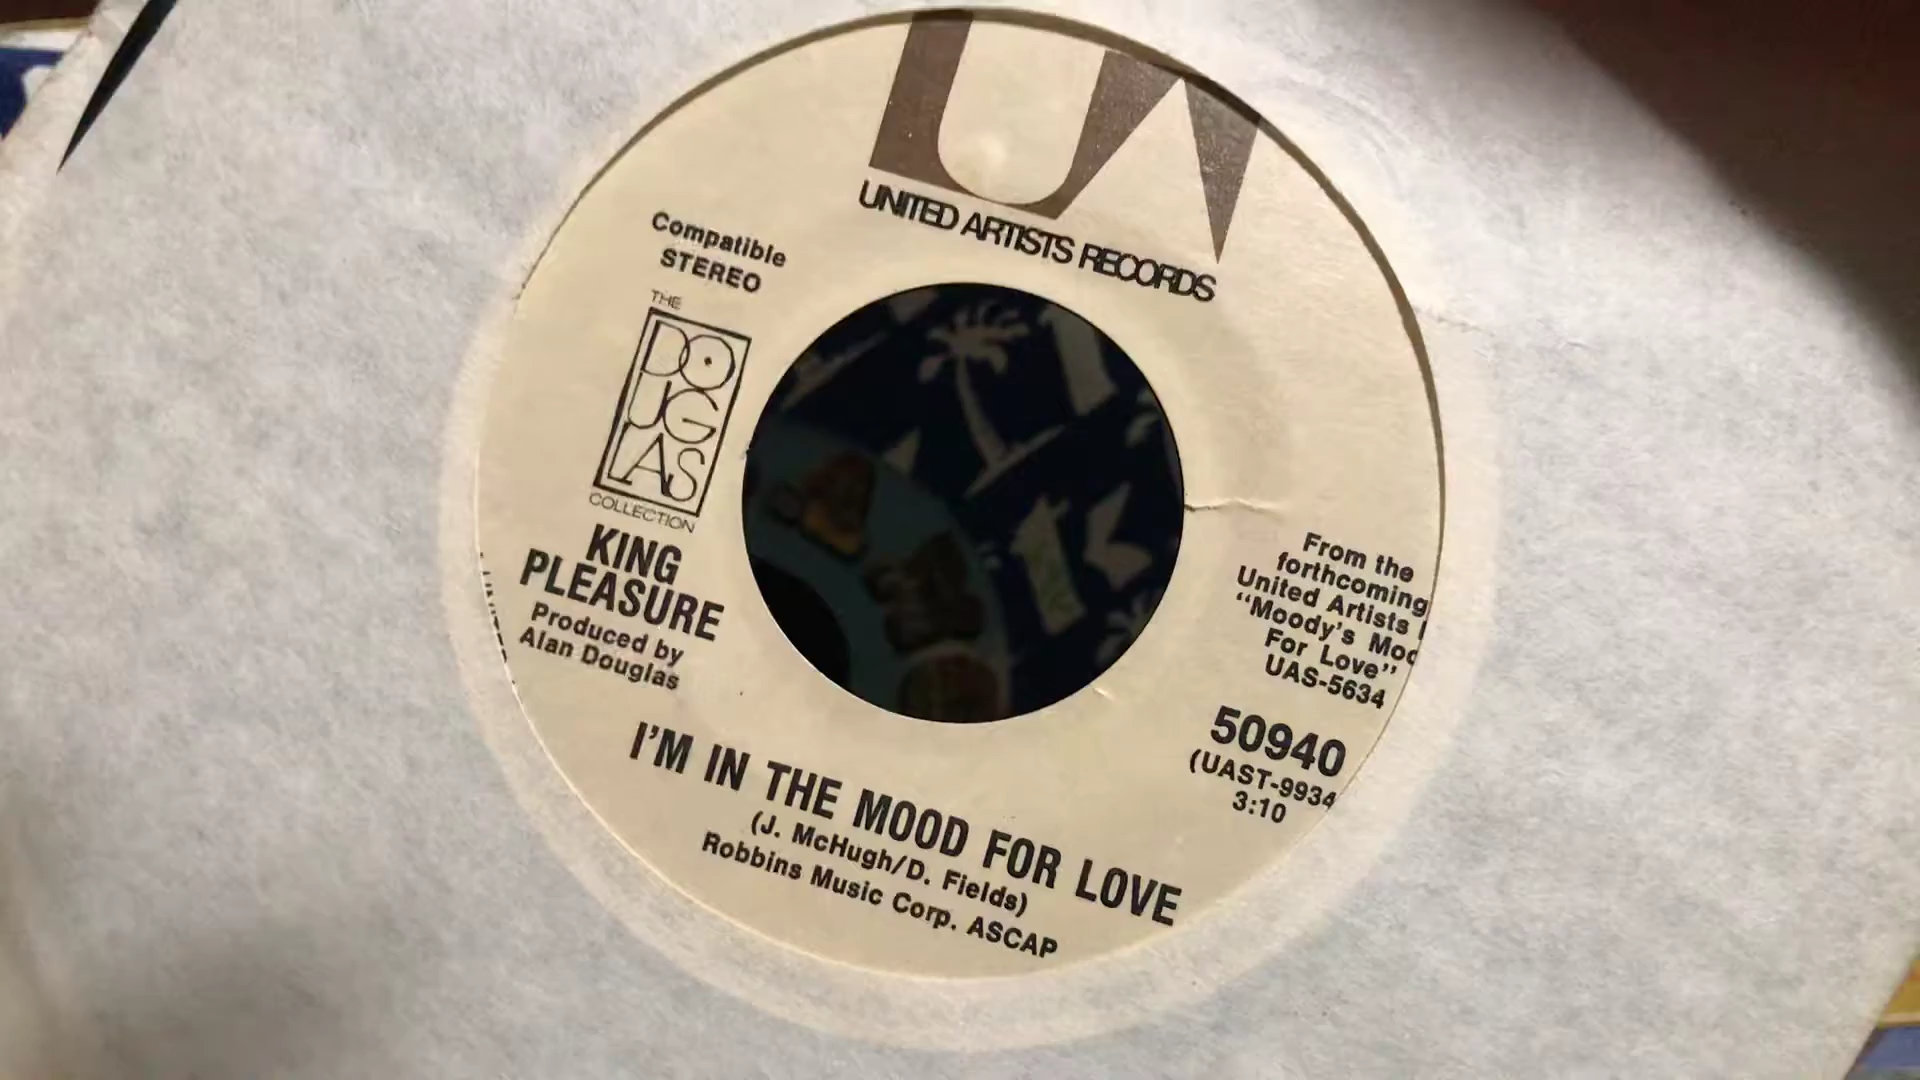 UA
UNITED ARTISTS RECORDS
Compatible
STEREO
THE
DOUGLAS
COLLECTION
KING
PLEASURE
Produced by
Alan Douglas
From the
forthcoming
United Artists
"Moody's
For Love"
UAS-5634
50940
(UAST-9934
3:10
I'M IN THE MOOD FOR LOVE
(J. McHugh/D. Fields)
Robbins Music Corp. ASCAP